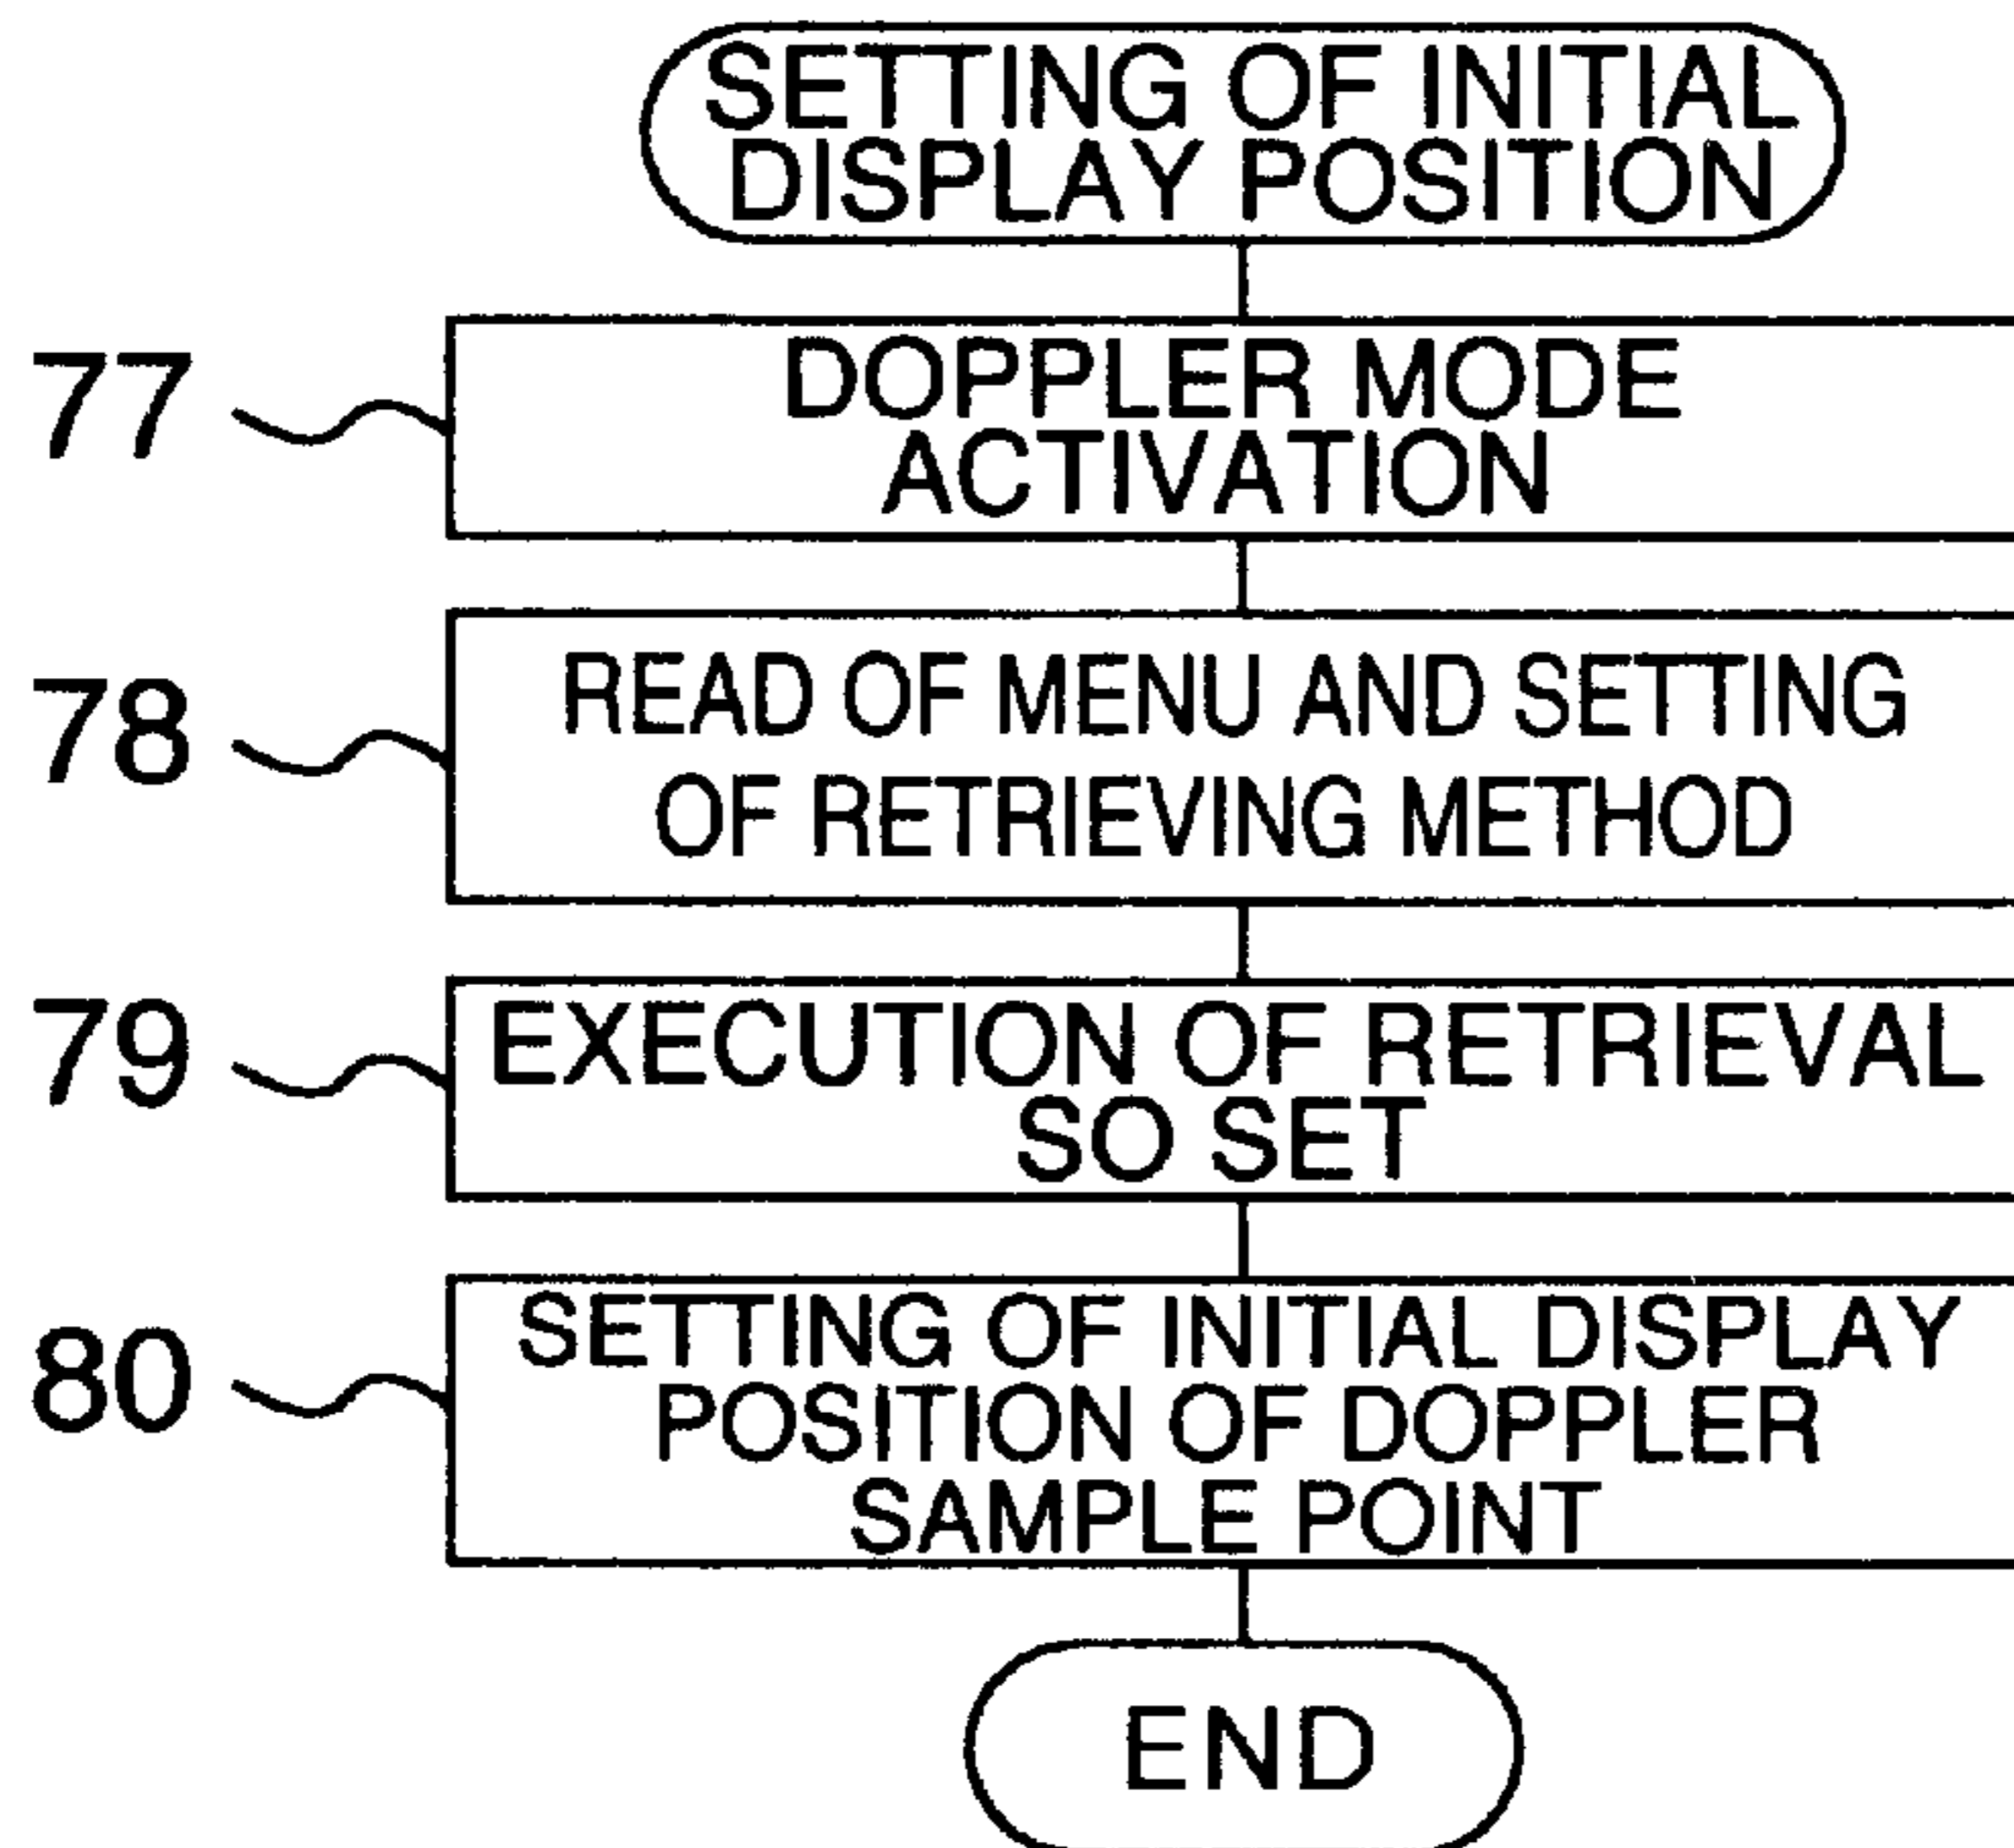 SETTING OF INITIAL
DISPLAY POSITION
77
DOPPLER MODE
ACTIVATION
78
READ OF MENU AND SETTING
OF RETRIEVING METHOD
79
EXECUTION OF RETRIEVAL
SO SET
80
SETTING OF INITIAL DISPLAY
POSITION OF DOPPLER
SAMPLE POINT
END